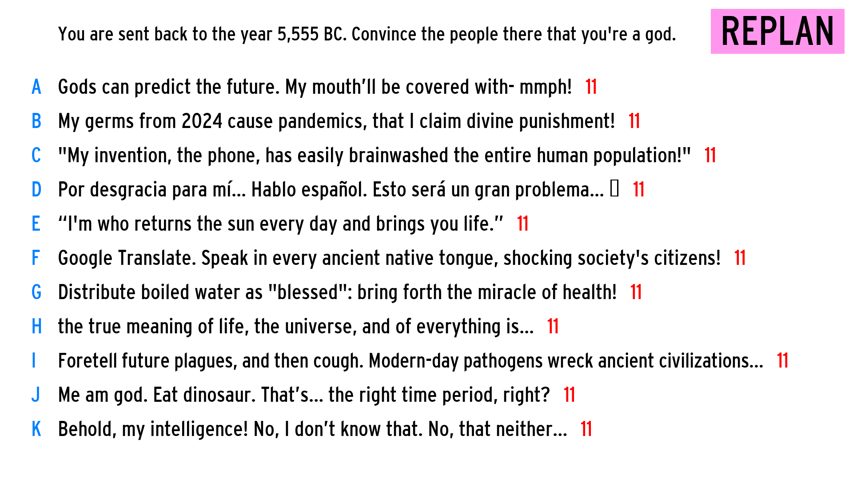 You are sent back to the year 5,555 BC. Convince the people there that you're a god.
REPLAN
A Gods can predict the future. My mouth’ll be covered with- mmph! 11
B My germs from 2024 cause pandemics, that I claim divine punishment! 11
C "My invention, the phone, has easily brainwashed the entire human population!" 11
D Por desgracia para mí... Hablo español. Esto será un gran problema... 11
E “I'm who returns the sun every day and brings you life.” 11
F Google Translate. Speak in every ancient native tongue, shocking society's citizens! 11
G Distribute boiled water as "blessed": bring forth the miracle of health! 11
H the true meaning of life, the universe, and of everything is... 11
I Foretell future plagues, and then cough. Modern-day pathogens wreck ancient civilizations... 11
J Me am god. Eat dinosaur. That’s... the right time period, right? 11
K Behold, my intelligence! No, I don’t know that. No, that neither... 11